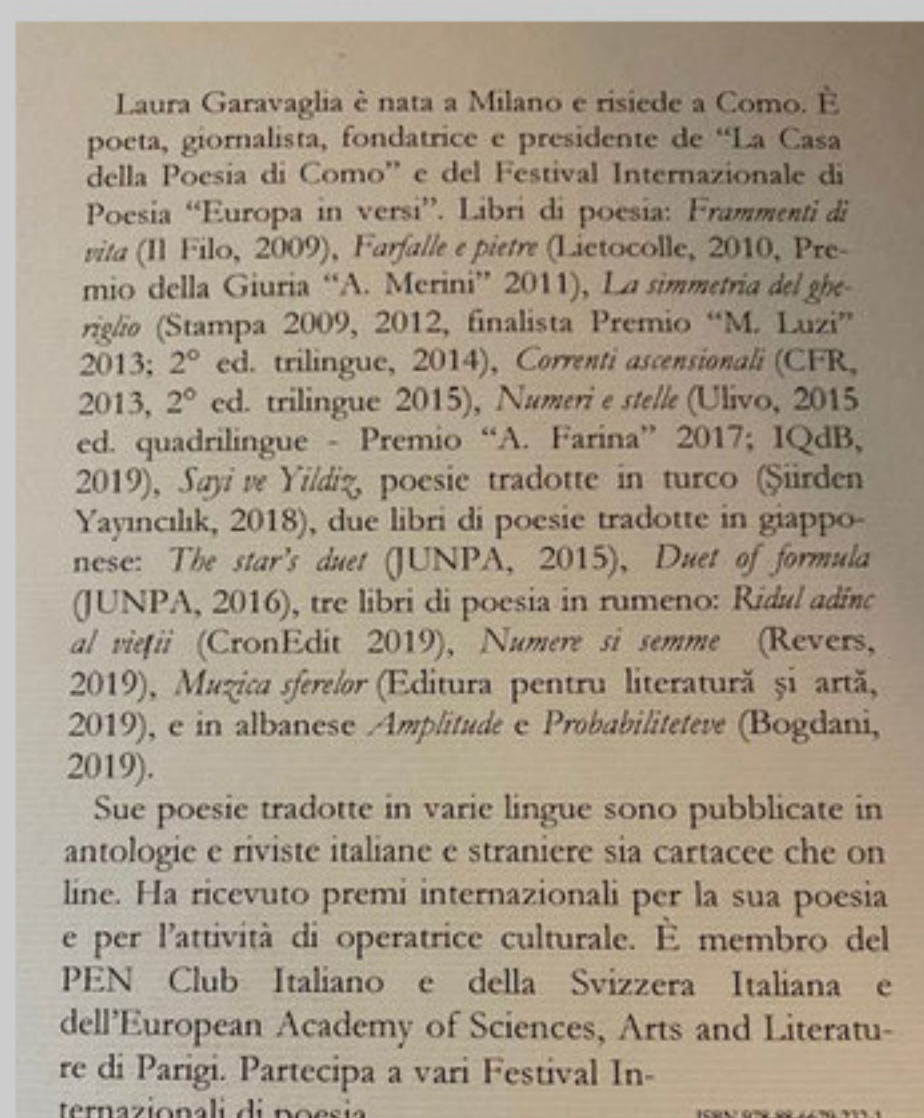 Laura Garavaglia è nata a Milano e risiede a Como. È
poeta, giornalista, fondatrice e presidente de “La Casa
della Poesia di Como” e del Festival Internazionale di
Poesia “Europa in versi”. Libri di poesia: Frammenti di
vita (Il Filo, 2009), Farfalle e pietre (Lietocolle, 2010, Pre-
mio della Giuria “A. Merini” 2011), La simmetria del ghe-
riglio (Stampa 2009, 2012, finalista Premio “M. Luzi”
2013; 2° ed. trilingue, 2014), Correnti ascensionali (CFR,
2013, 2° ed. trilingue 2015), Numeri e stelle (Ulivo, 2015
ed. quadrilingue - Premio “A. Farina” 2017; IQdB,
2019), Sayi ve Yildiz, poesie tradotte in turco (Şiirden
Yayıncılık, 2018), due libri di poesie tradotte in giappo-
nese: The star’s duet (JUNPA, 2015), Duet of formula
(JUNPA, 2016), tre libri di poesia in rumeno: Ridul adînc
al vieţii (CronEdit 2019), Numere si semme (Revers,
2019), Muzica sferelor (Editura pentru literatură şi artă,
2019), e in albanese Amplitude e Probabiliteteve (Bogdani,
2019).
Sue poesie tradotte in varie lingue sono pubblicate in
antologie e riviste italiane e straniere sia cartacee che on
line. Ha ricevuto premi internazionali per la sua poesia
e per l’attività di operatrice culturale. È membro del
PEN Club Italiano e della Svizzera Italiana e
dell’European Academy of Sciences, Arts and Literatu-
re di Parigi. Partecipa a vari Festival In-
ternazionali di poesia
ISBN